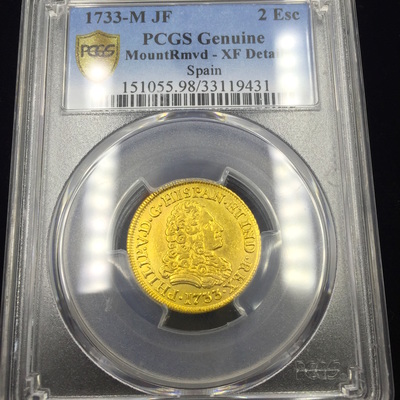 1733-M JF 2 Esc
PCGS PCGS Genuine
MountRmvd - XF Detai
Spain
151055.98/33119431
PHILIP.V.D.G.HISPAN.ET.IND.REX
1733